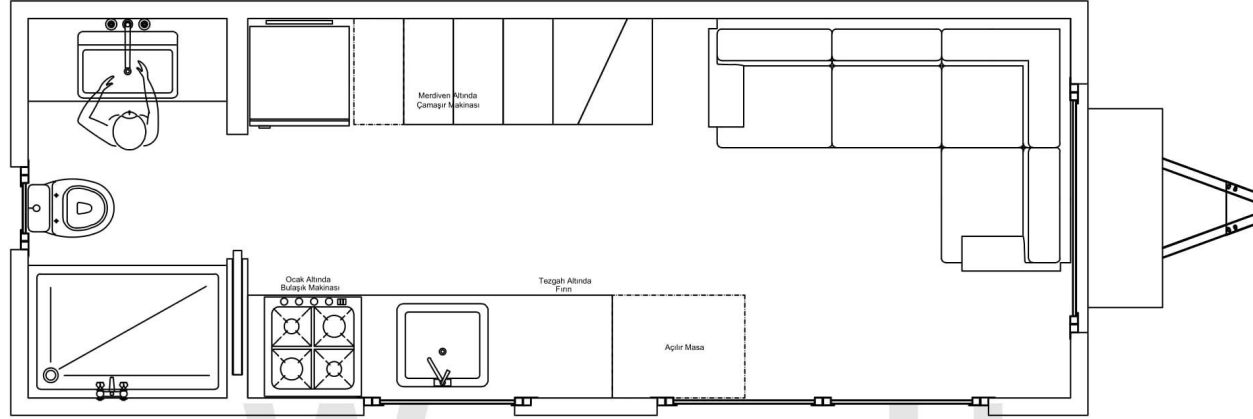 Merdiven Altında
Çamaşır Makinası
Ocak Altında
Bulaşık Makinası
Tezgah Altında
Fırın
Açılır Masa